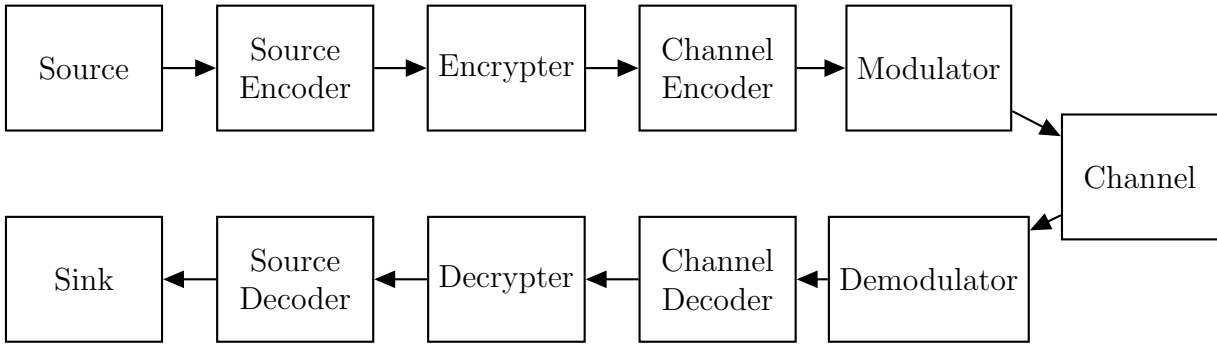 Source
Source
Encoder
Encrypter
Channel
Encoder
Modulator
Channel
Sink
Source
Decoder
Decrypter
Channel
Decoder
Demodulator